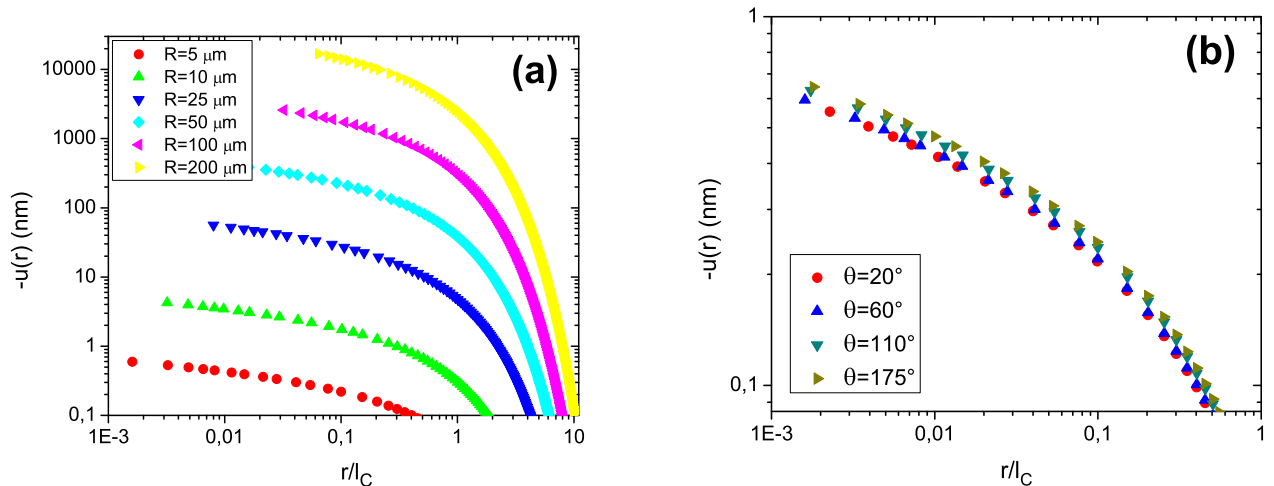 (a)
R=5 μm
R=10 μm
R=25 μm
R=50 μm
R=100 μm
R=200 μm
10000
1000
100
10
1
0,1
-u(r) (nm)
1E-3
0,01
0,1
1
10
r/l_C
(b)
1
0,1
-u(r) (nm)
θ=20°
θ=60°
θ=110°
θ=175°
1E-3
0,01
0,1
1
r/l_C